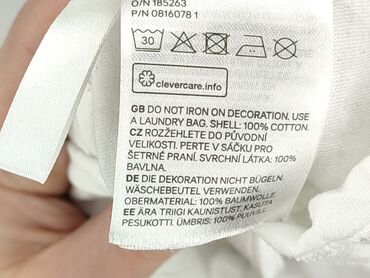 O/N 185263
P/N 0816078 1
30
clevercare.info
GB DO NOT IRON ON DECORATION. USE
A LAUNDRY BAG. SHELL: 100% COTTON.
CZ ROZŽEHLETE DO PŮVODNÍ
VELIKOSTI. PERTE V SÁČKU PRO
ŠETRNÉ PRANÍ. SVRCHNÍ LÁTKA: 100%
BAVLNA.
DE DIE DEKORATION NICHT BÜGELN.
WÄSCHEBEUTEL VERWENDEN.
OBERMATERIAL: 100% BAUMWOLLE.
EE ÄRA TRIIGI KAUNISTUST, KASUTA
PESUKOTTI. ÜMBRIS: 100% PUUVILL.